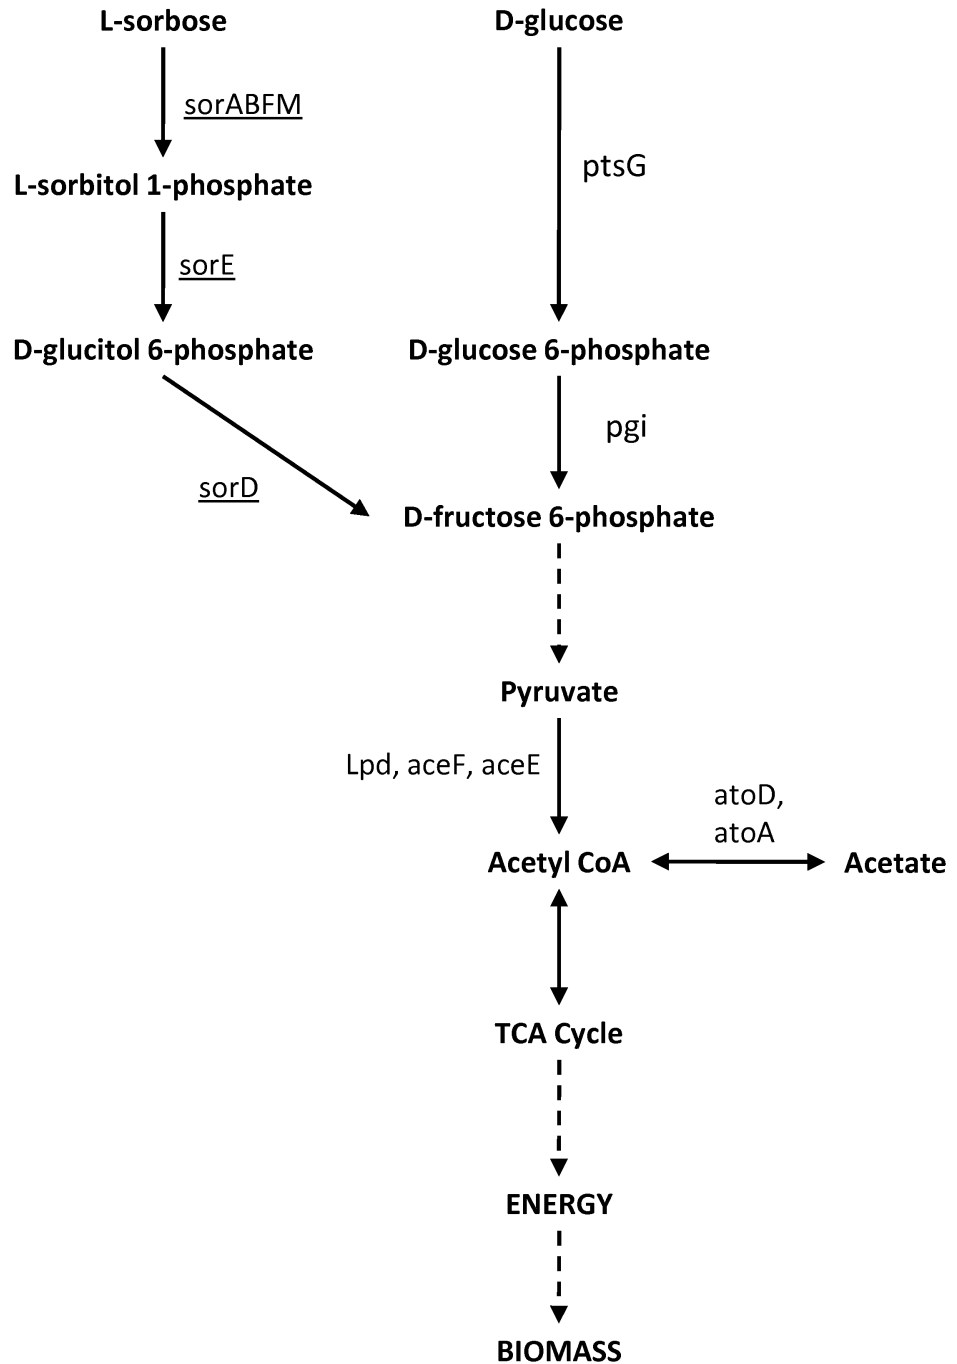 L-sorbose
D-glucose
sorABFM
ptsG
L-sorbitol 1-phosphate
sorE
D-glucitol 6-phosphate
D-glucose 6-phosphate
pgi
sorD
D-fructose 6-phosphate
Pyruvate
Lpd, aceF, aceE
atoD,
atoA
Acetyl CoA
Acetate
TCA Cycle
ENERGY
BIOMASS